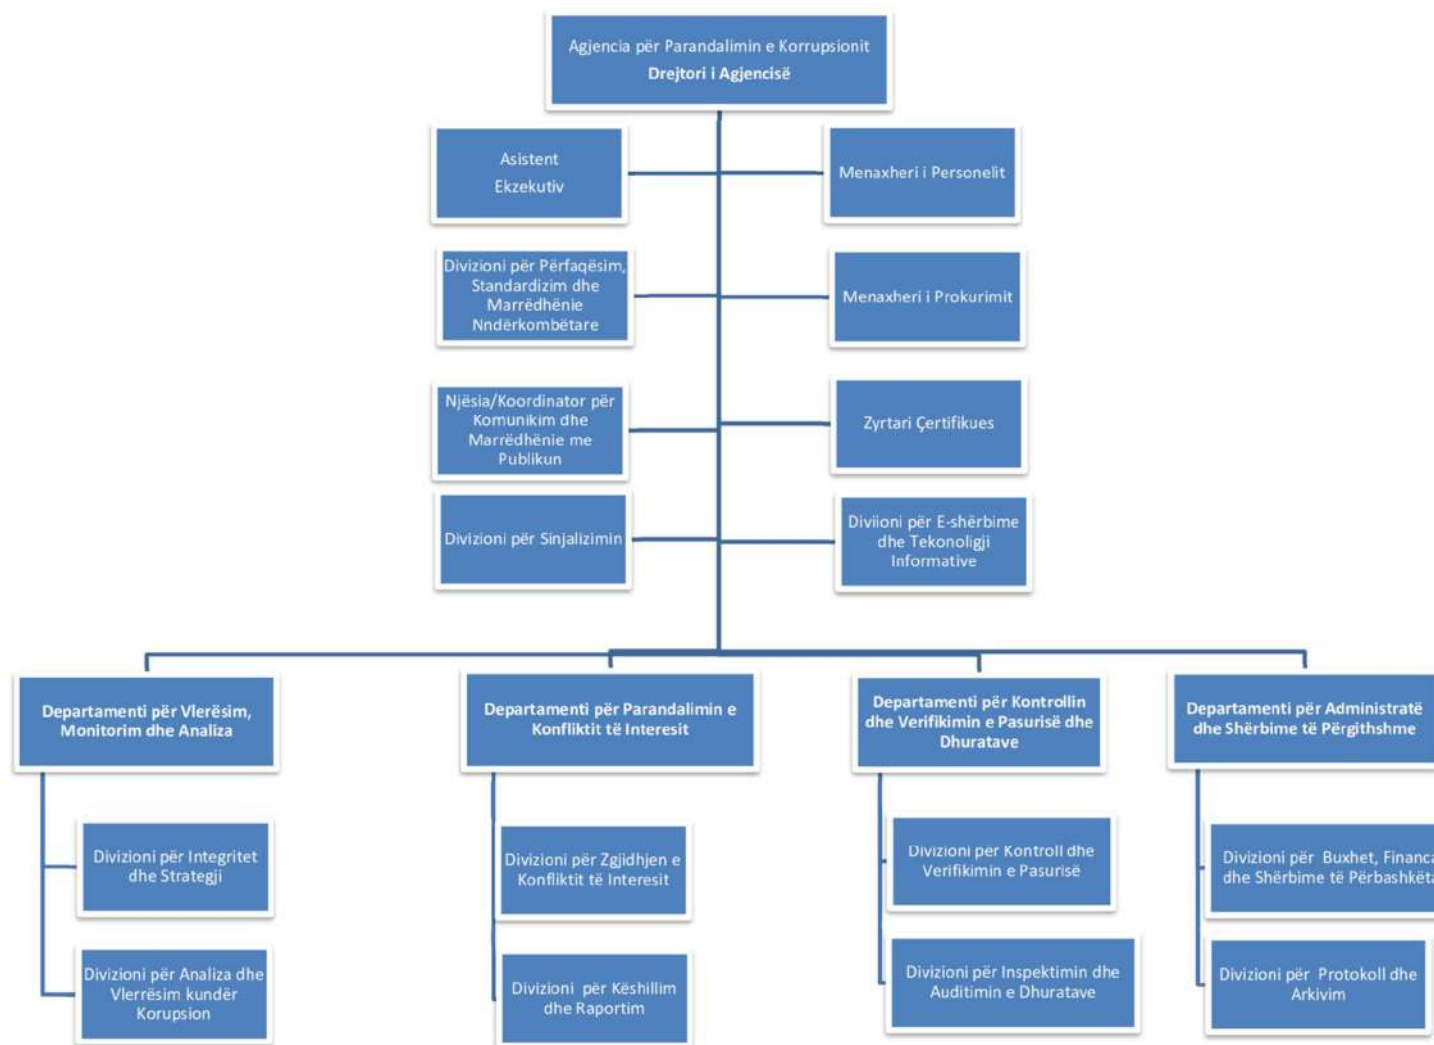 Agjencia për Parandalimin e Korrupsionit
Drejtori i Agjencisë
Asistent
Ekzekutiv
Menaxheri i Personelit
Divizioni për Përfaqësim,
Standardizim dhe
Marrëdhënie
Nndërkombëtare
Menaxheri i Prokurimit
Njësia/Koordinator për
Komunikim dhe
Marrëdhënie me
Publikun
Zyrtari Çertifikues
Divizioni për Sinjalizimin
Diviioni për E-shërbime
dhe Tekonoligji
Informative
Departamenti për Vlerësim,
Monitorim dhe Analiza
Departamenti për Parandalimin e
Konfliktit të Interesit
Departamenti për Kontrollin
dhe Verifikimin e Pasurisë dhe
Dhuratave
Departamenti për Administratë
dhe Shërbime të Përgithshme
Divizioni për Integritet
dhe Strategji
Divizioni për Zgjidhjen e
Konfliktit të Interesit
Divizioni për Kontroll dhe
Verifikimin e Pasurisë
Divizioni për Buxhet, Financa
dhe Shërbime të Përbashkëta
Divizioni për Analiza dhe
Vlerrësim kundër
Korupsion
Divizioni për Këshillim
dhe Raportim
Divizioni për Inspektimin dhe
Auditimin e Dhuratave
Divizioni për Protokoll dhe
Arkivim